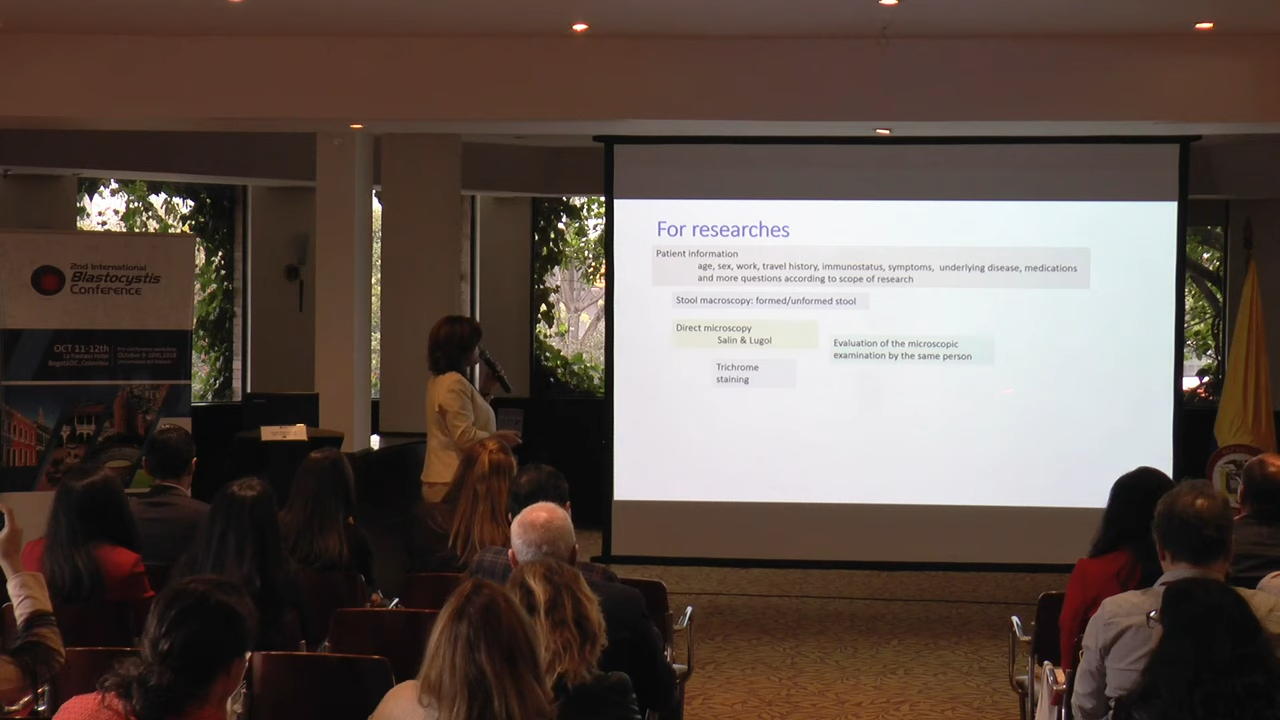 2nd International
Blastocystis
Conference
OCT 11-12th
For researches
Patient information
age, sex, work, travel history, immunostatus, symptoms, underlying disease, medications
and more questions according to scope of research
Stool macroscopy: formed/unformed stool
Direct microscopy
Salin & Lugol
Evaluation of the microscopic
examination by the same person
Trichrome
staining